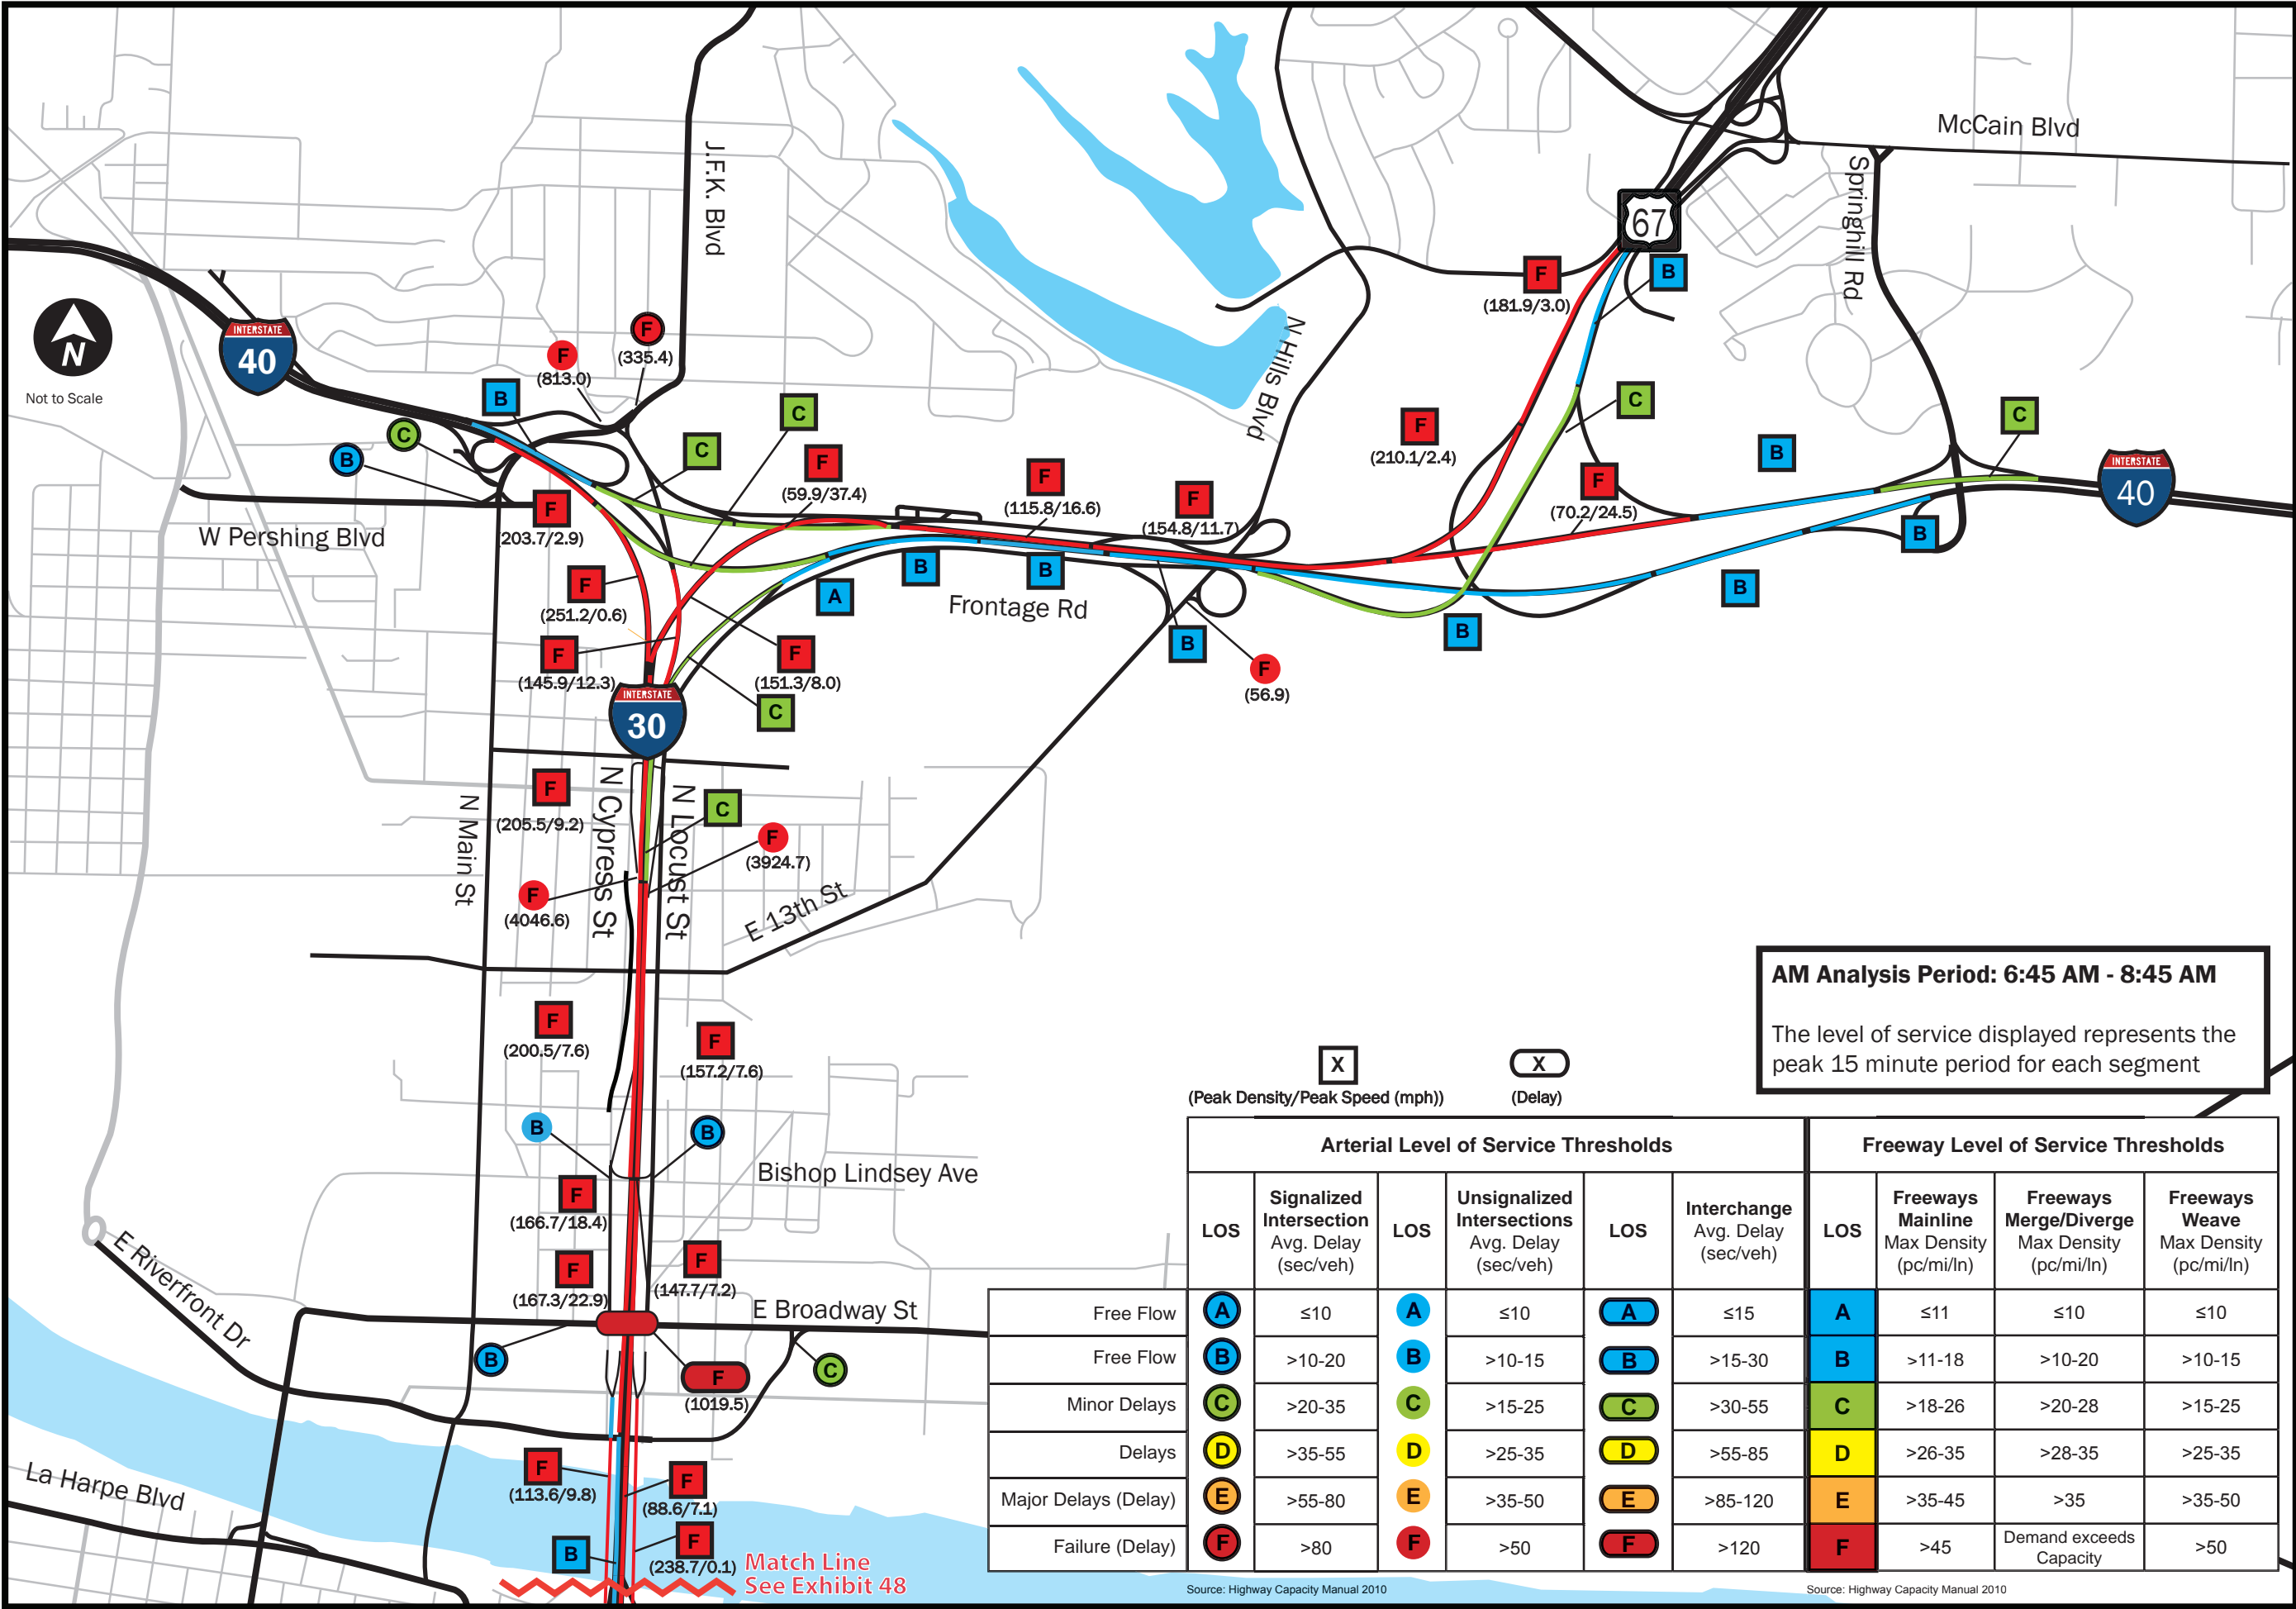 McCain Blvd
J.F.K. Blvd
Springhill Rd
67
F
B
(181.9/3.0)
N
Not to Scale
INTERSTATE
40
F
(335.4)
F
(813.0)
N Hills Blvd
B
C
C
C
C
C
B
F
(210.1/2.4)
B
F
(59.9/37.4)
F
(115.8/16.6)
F
(154.8/11.7)
F
(70.2/24.5)
INTERSTATE
40
F
(203.7/2.9)
W Pershing Blvd
B
B
B
F
(251.2/0.6)
A
Frontage Rd
B
B
B
F
(145.9/12.3)
F
(151.3/8.0)
F
(56.9)
C
INTERSTATE
30
F
(205.5/9.2)
N Main St
N Cypress St
N Locust St
C
F
(3924.7)
F
(4046.6)
E 13th St
F
(200.5/7.6)
F
(157.2/7.6)
B
B
Bishop Lindsey Ave
F
(166.7/18.4)
F
(167.3/22.9)
F
(147.7/7.2)
E Riverfront Dr
E Broadway St
B
F
(1019.5)
C
La Harpe Blvd
F
(113.6/9.8)
F
(88.6/7.1)
B
F
(238.7/0.1)
Match Line
See Exhibit 48
AM Analysis Period: 6:45 AM - 8:45 AM
The level of service displayed represents the
peak 15 minute period for each segment
X
(Peak Density/Peak Speed (mph))
X
(Delay)
Arterial Level of Service Thresholds
Freeway Level of Service Thresholds
LOS
Signalized
Intersection
Avg. Delay
(sec/veh)
LOS
Unsignalized
Intersections
Avg. Delay
(sec/veh)
LOS
Interchange
Avg. Delay
(sec/veh)
LOS
Freeways
Mainline
Max Density
(pc/mi/ln)
Freeways
Merge/Diverge
Max Density
(pc/mi/ln)
Freeways
Weave
Max Density
(pc/mi/ln)
Free Flow A ≤10 A ≤10 A ≤15 A ≤11 ≤10 ≤10
Free Flow B >10-20 B >10-15 B >15-30 B >11-18 >10-20 >10-15
Minor Delays C >20-35 C >15-25 C >30-55 C >18-26 >20-28 >15-25
Delays D >35-55 D >25-35 D >55-85 D >26-35 >28-35 >25-35
Major Delays (Delay) E >55-80 E >35-50 E >85-120 E >35-45 >35 >35-50
Failure (Delay) F >80 F >50 F >120 F >45 Demand exceeds Capacity >50
Source: Highway Capacity Manual 2010
Source: Highway Capacity Manual 2010